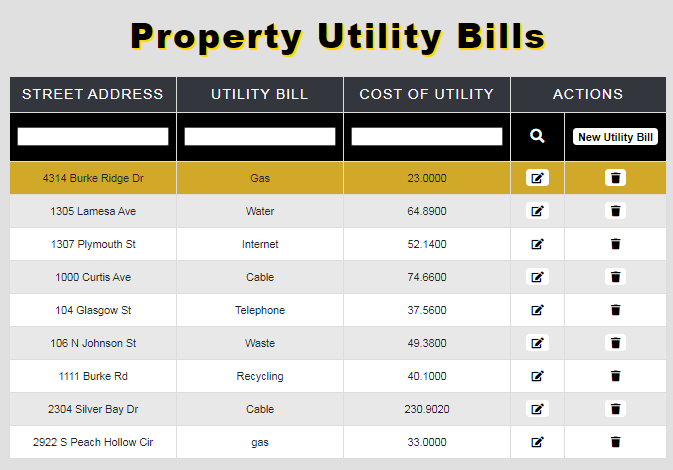 Property Utility Bills
STREET ADDRESS UTILITY BILL COST OF UTILITY ACTIONS
New Utility Bill
4314 Burke Ridge Dr Gas 23.0000
1305 Lamesa Ave Water 64.8900
1307 Plymouth St Internet 52.1400
1000 Curtis Ave Cable 74.6600
104 Glasgow St Telephone 37.5600
106 N Johnson St Waste 49.3800
1111 Burke Rd Recycling 40.1000
2304 Silver Bay Dr Cable 230.9020
2922 S Peach Hollow Cir gas 33.0000